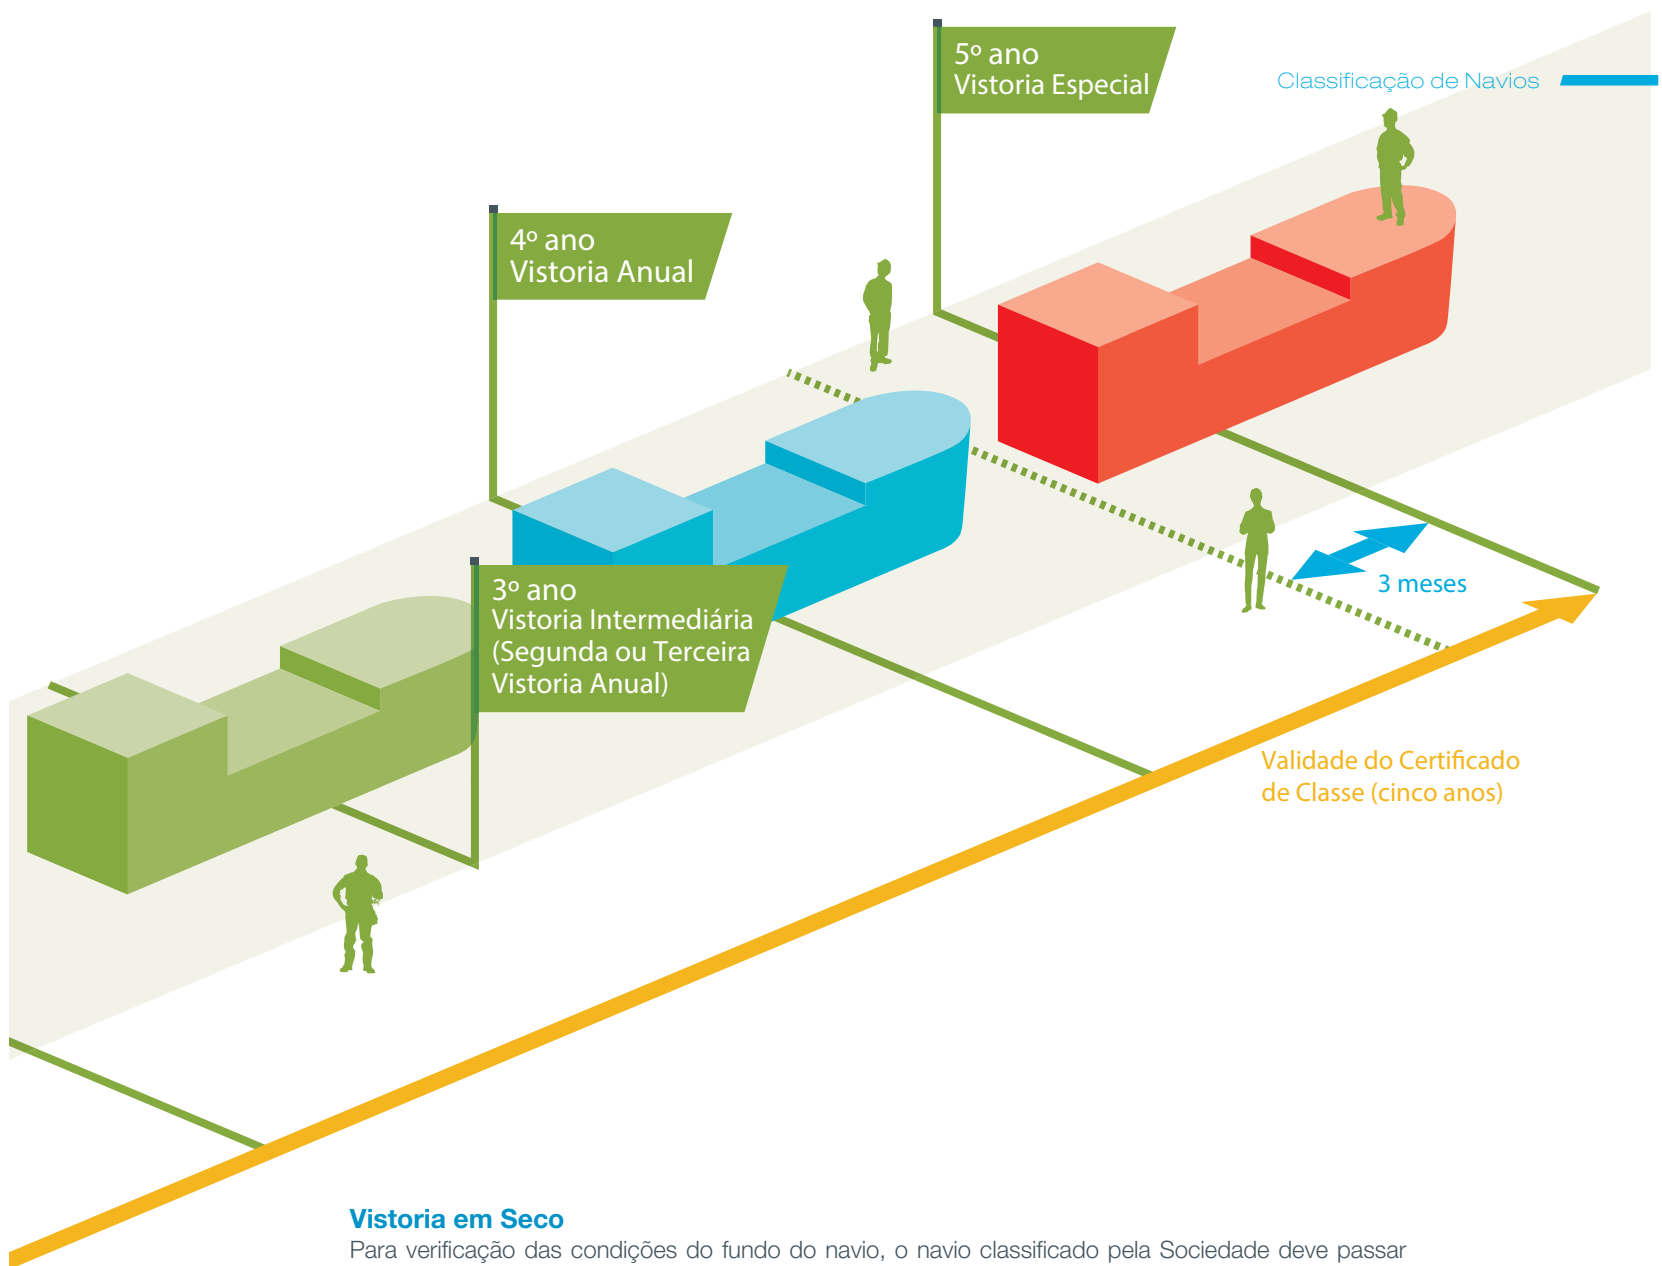 Classificação de Navios
5º ano
Vistoria Especial
4º ano
Vistoria Anual
3º ano
Vistoria Intermediária
(Segunda ou Terceira
Vistoria Anual)
3 meses
Validade do Certificado
de Classe (cinco anos)
Vistoria em Seco
Para verificação das condições do fundo do navio, o navio classificado pela Sociedade deve passar